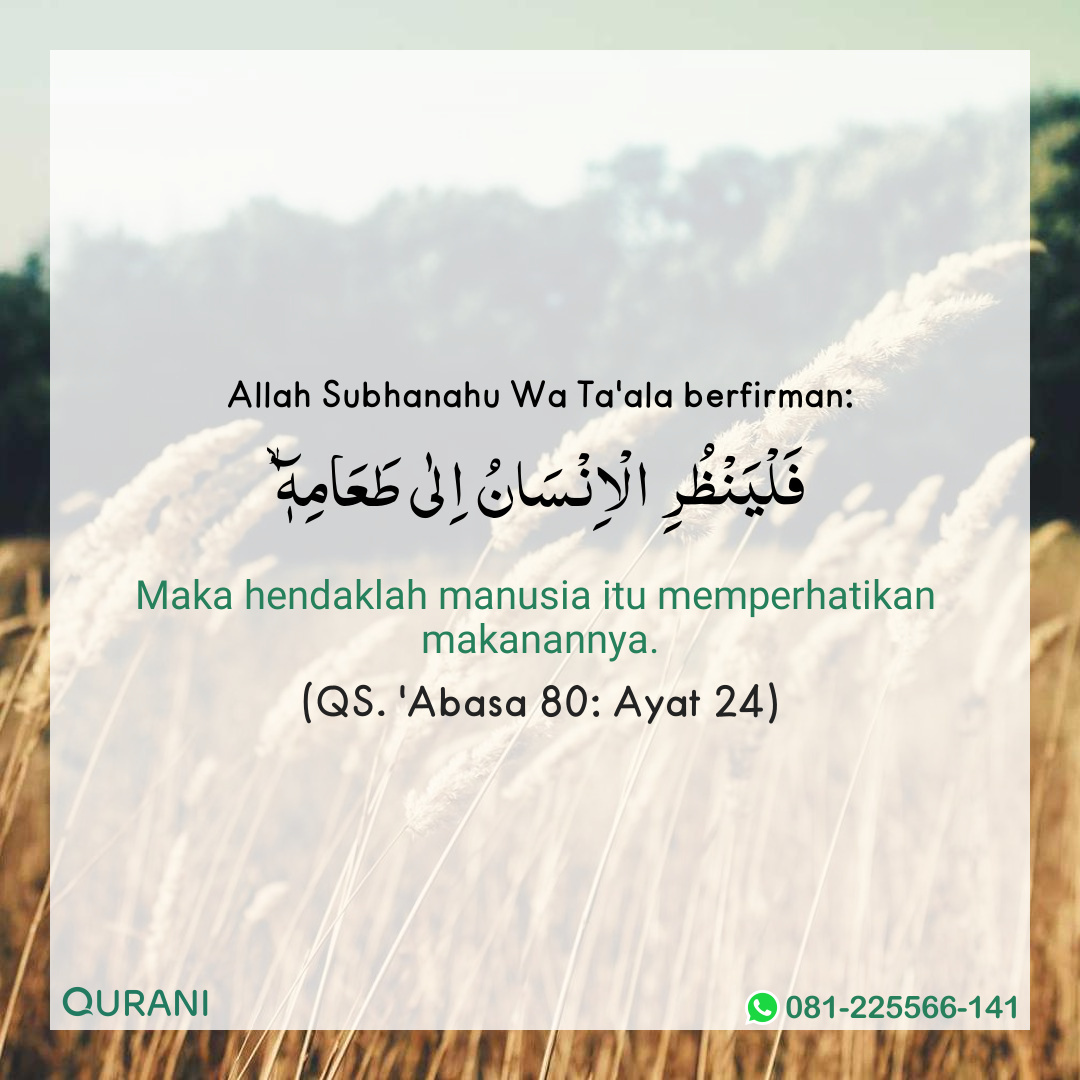 Allah Subhanahu Wa Ta'ala berfirman:
فَلْيَنْظُرِ الْاِنْسَانُ اِلٰى طَعَامِهٖٓ ۙ
Maka hendaklah manusia itu memperhatikan
makanannya.
(QS. 'Abasa 80: Ayat 24)
QURANI
081-225566-141